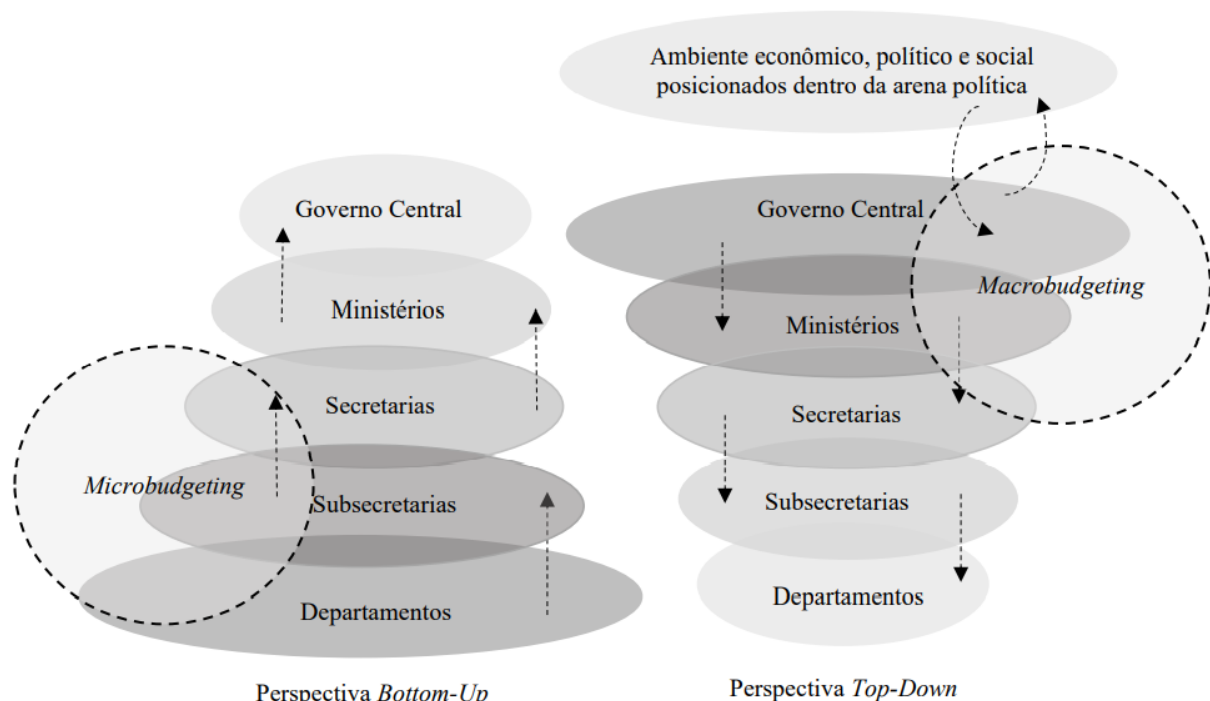 Ambiente econômico, político e social
posicionados dentro da arena política
Governo Central
Ministérios
Secretarias
Microbudgeting
Subsecretarias
Departamentos
Perspectiva Bottom-Up
Governo Central
Macrobudgeting
Ministérios
Secretarias
Subsecretarias
Departamentos
Perspectiva Top-Down